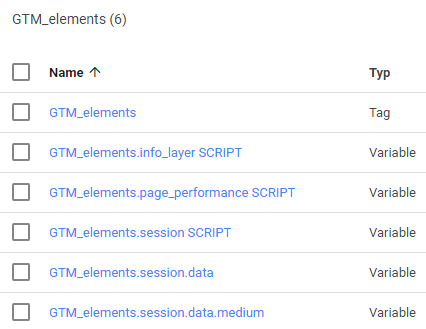 GTM_elements (6)
Name Typ
GTM_elements Tag
GTM_elements.info_layer SCRIPT Variable
GTM_elements.page_performance SCRIPT Variable
GTM_elements.session SCRIPT Variable
GTM_elements.session.data Variable
GTM_elements.session.data.medium Variable